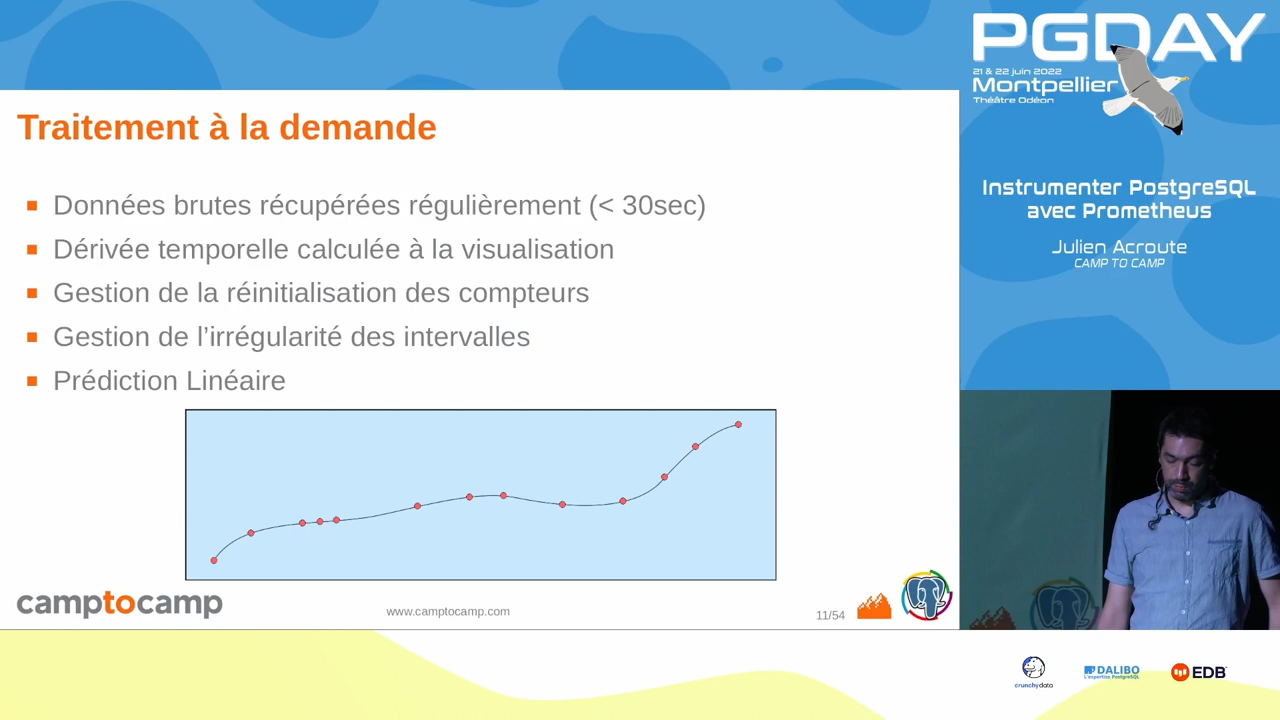 Traitement à la demande
Données brutes récupérées régulièrement (< 30sec)
Dérivée temporelle calculée à la visualisation
Gestion de la réinitialisation des compteurs
Gestion de l’irrégularité des intervalles
Prédiction Linéaire
camptocamp
www.camptocamp.com
11/54
PGDAY
21 & 22 juin 2022
Montpellier
Théâtre Odéon
Instrumenter PostgreSQL
avec Prometheus
Julien Acroute
CAMP TO CAMP
crunchydata
DALIBO
L'expertise PostgreSQL
EDB